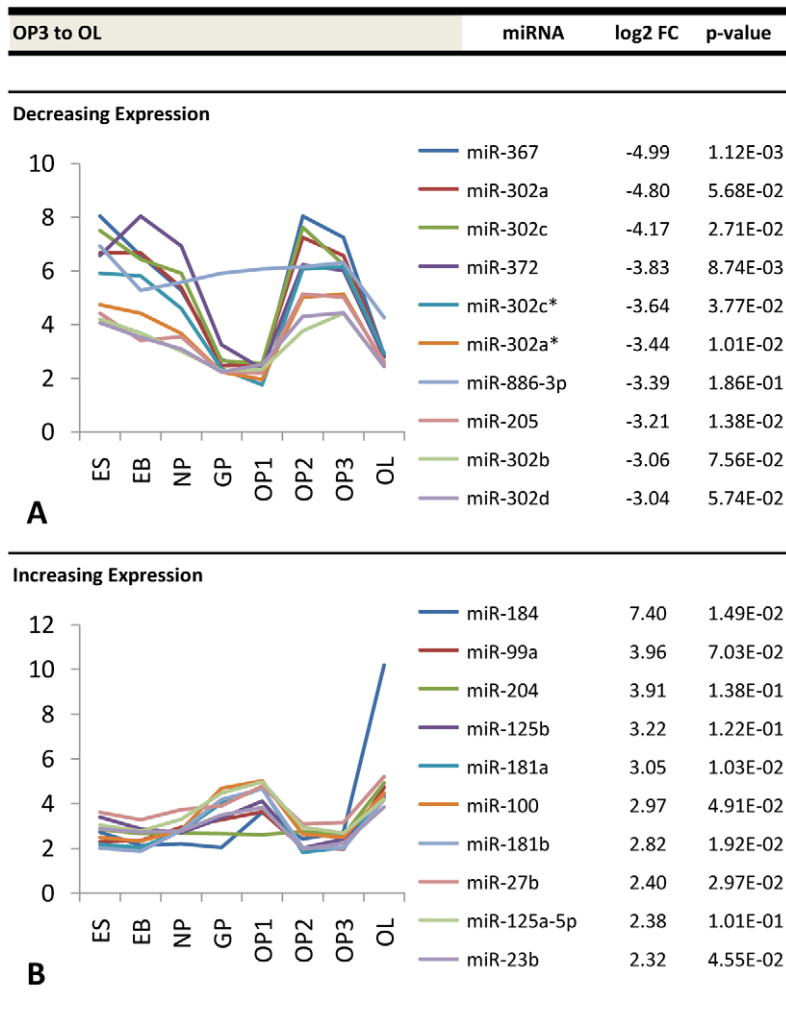 OP3 to OL miRNA log2 FC p-value
Decreasing Expression
miR-367 -4.99 1.12E-03
miR-302a -4.80 5.68E-02
miR-302c -4.17 2.71E-02
miR-372 -3.83 8.74E-03
miR-302c* -3.64 3.77E-02
miR-302a* -3.44 1.01E-02
miR-886-3p -3.39 1.86E-01
miR-205 -3.21 1.38E-02
miR-302b -3.06 7.56E-02
miR-302d -3.04 5.74E-02
10
8
6
4
2
0
ES EB NP GP OP1 OP2 OP3 OL
A
Increasing Expression
miR-184 7.40 1.49E-02
miR-99a 3.96 7.03E-02
miR-204 3.91 1.38E-01
miR-125b 3.22 1.22E-01
miR-181a 3.05 1.03E-02
miR-100 2.97 4.91E-02
miR-181b 2.82 1.92E-02
miR-27b 2.40 2.97E-02
miR-125a-5p 2.38 1.01E-01
miR-23b 2.32 4.55E-02
12
10
8
6
4
2
0
ES EB NP GP OP1 OP2 OP3 OL
B